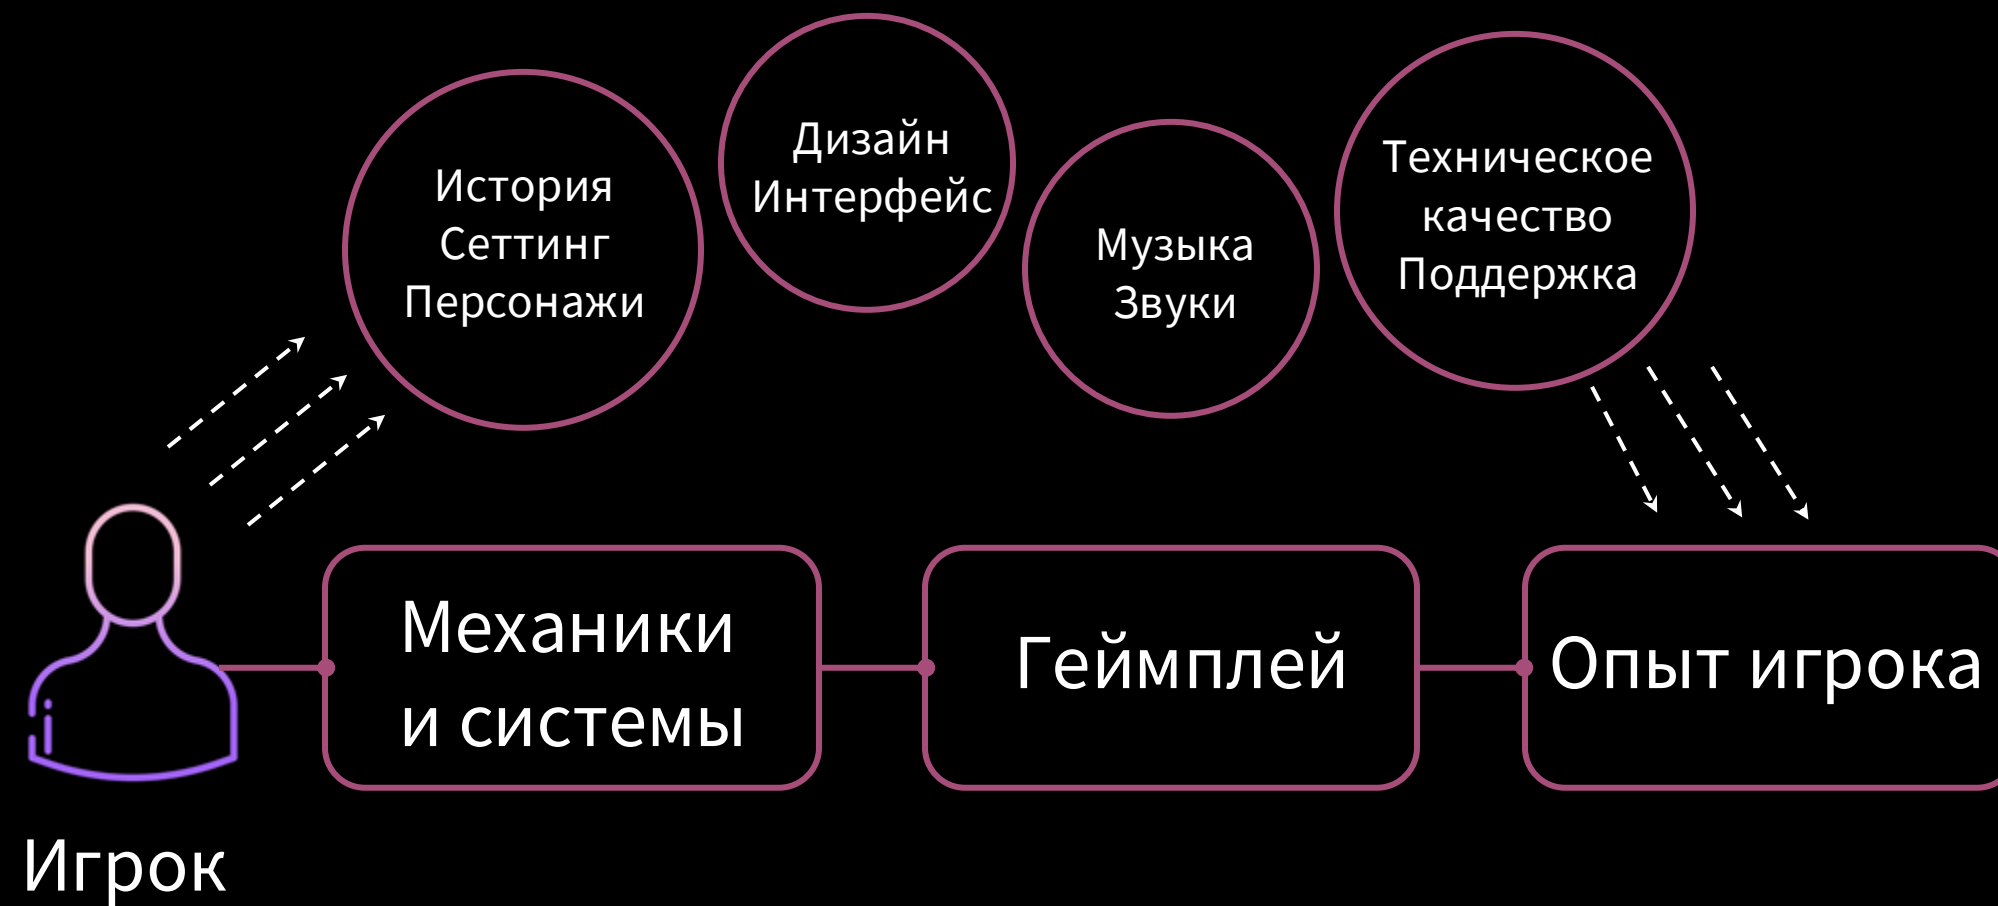 История
Сеттинг
Персонажи
Дизайн
Интерфейс
Музыка
Звуки
Техническое
качество
Поддержка
Механики
и системы
Геймплей
Опыт игрока
Игрок